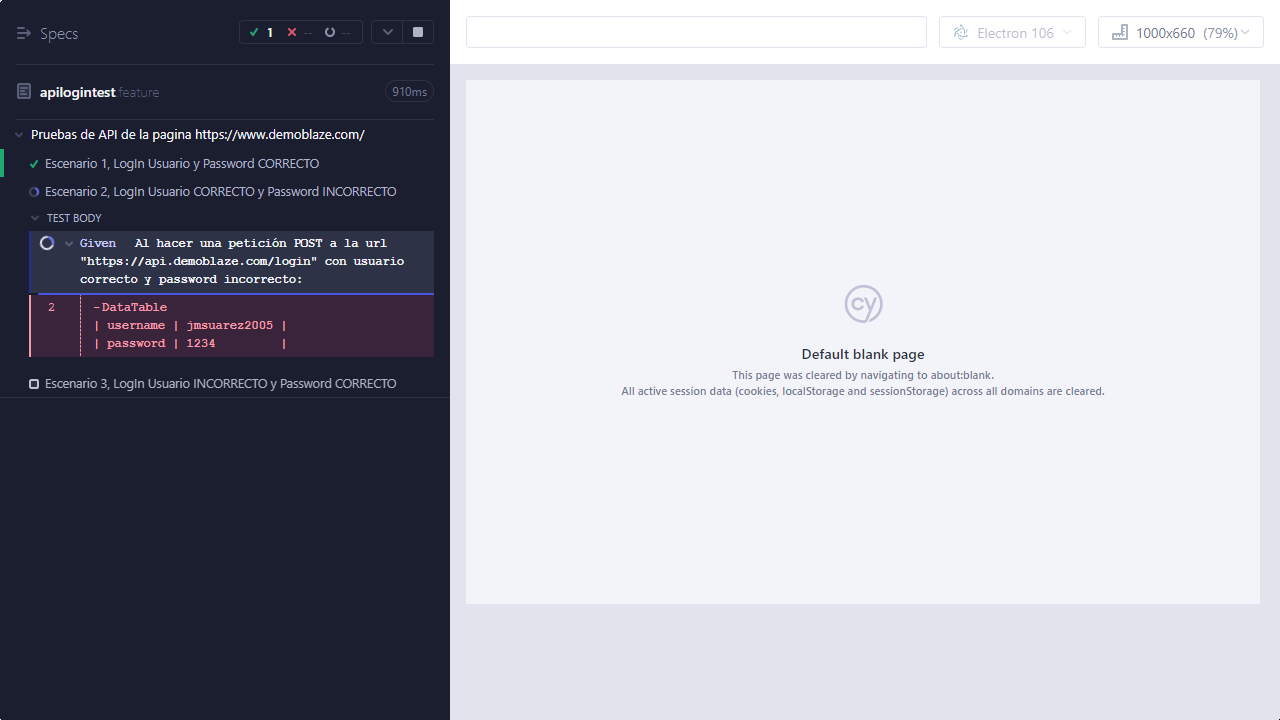 Specs
1 -- --
apilogintest.feature 910ms
Pruebas de API de la pagina https://www.demoblaze.com/
Escenario 1, LogIn Usuario y Password CORRECTO
Escenario 2, LogIn Usuario CORRECTO y Password INCORRECTO
TEST BODY
Given Al hacer una petición POST a la url
"https://api.demoblaze.com/login" con usuario
correcto y password incorrecto:
2 -DataTable
| username | jmsuarez2005 |
| password | 1234 |
Escenario 3, LogIn Usuario INCORRECTO y Password CORRECTO
Electron 106
1000x660 (79%)
cy
Default blank page
This page was cleared by navigating to about:blank.
All active session data (cookies, localStorage and sessionStorage) across all domains are cleared.